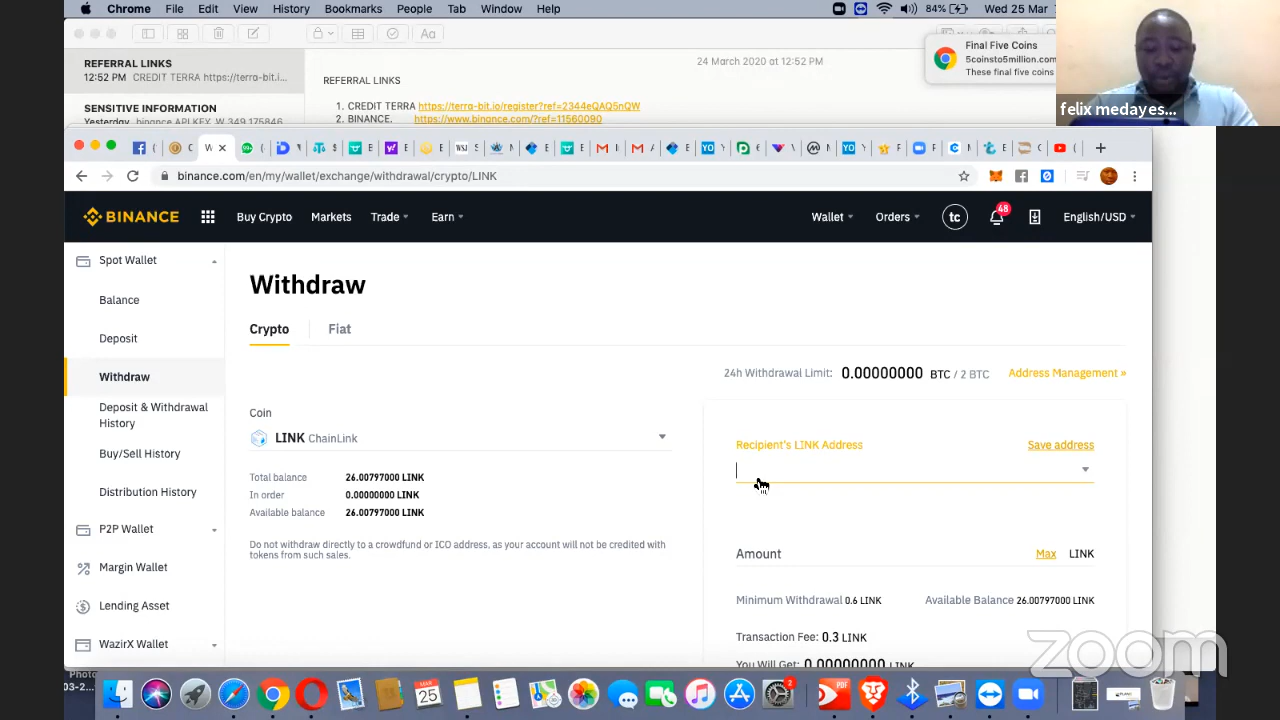 Chrome File Edit View History Bookmarks People Tab Window Help 84% Wed 25 Mar
Aa
REFERRAL LINKS
12:52 PM CREDIT TERRA https://terra-bit.i...
SENSITIVE INFORMATION
24 March 2020 at 12:52 PM
REFERRAL LINKS
1. CREDIT TERRA https://terra-bit.io/register?ref=2344eQAQ5nQW
2. BINANCE. https://www.binance.com/?ref=11560090
Final Five Coins
5coinsto5million.com
These final five coins
felix medayes...
binance.com/en/my/wallet/exchange/withdrawal/crypto/LINK
BINANCE Buy Crypto Markets Trade Earn Wallet Orders tc 48 English/USD
Spot Wallet
Balance
Deposit
Withdraw
Deposit & Withdrawal
History
Buy/Sell History
Distribution History
P2P Wallet
Margin Wallet
Lending Asset
WazirX Wallet
Withdraw
Crypto Fiat
24h Withdrawal Limit: 0.00000000 BTC / 2 BTC Address Management »
Coin
LINK ChainLink
Total balance 26.00797000 LINK
In order 0.00000000 LINK
Available balance 26.00797000 LINK
Do not withdraw directly to a crowdfund or ICO address, as your account will not be credited with
tokens from such sales.
Recipient's LINK Address Save address
Amount Max LINK
Minimum Withdrawal 0.6 LINK Available Balance 26.00797000 LINK
Transaction Fee: 0.3 LINK
You Will Get: 0.00000000 LINK
zoom